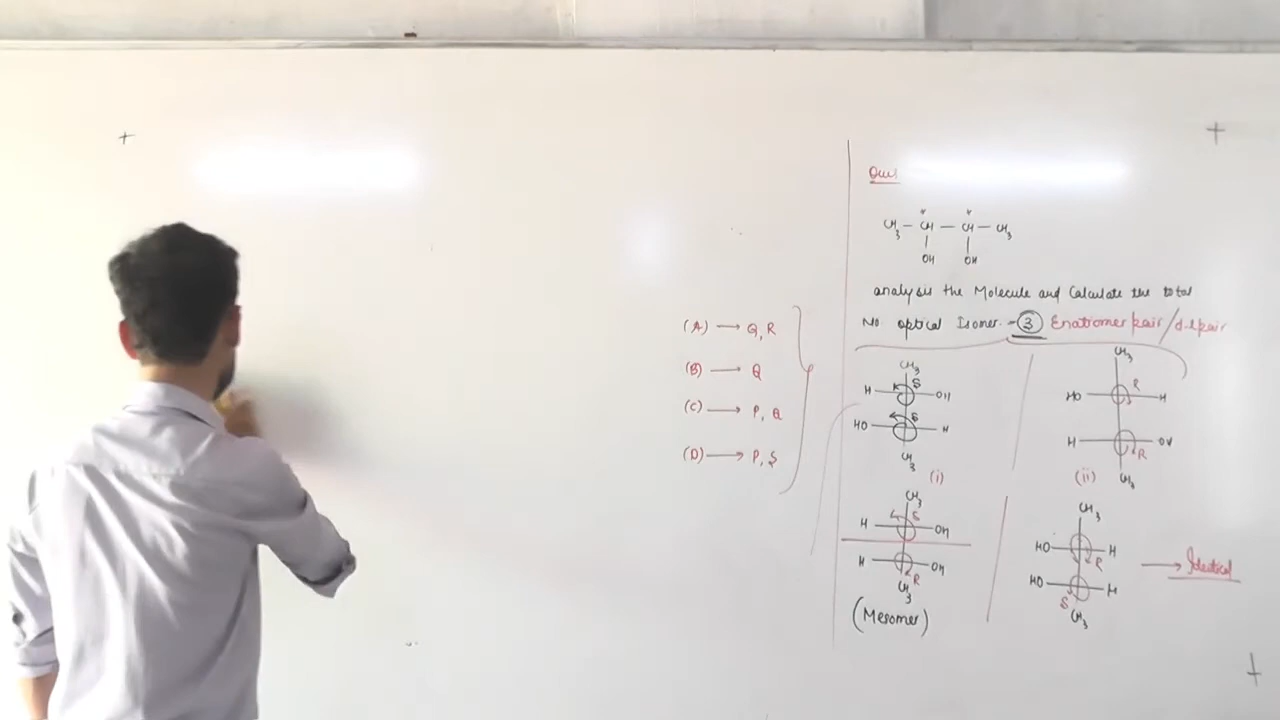 (A) → Q, R
(B) → Q
(C) → P, Q
(D) → P, S
Ques
* *
CH3 – CH – CH – CH3
OH OH
analysis the Molecule and Calculate the total
No optical Isomer. – 3 Enatiomer pair / d-l pair
CH3
H S OH
HO S H
CH3
(i)
CH3
HO R H
H R OH
CH3
(ii)
CH3
H S OH
H R OH
CH3
(Mesomer)
CH3
HO R H
HO S H
CH3
→ Identical